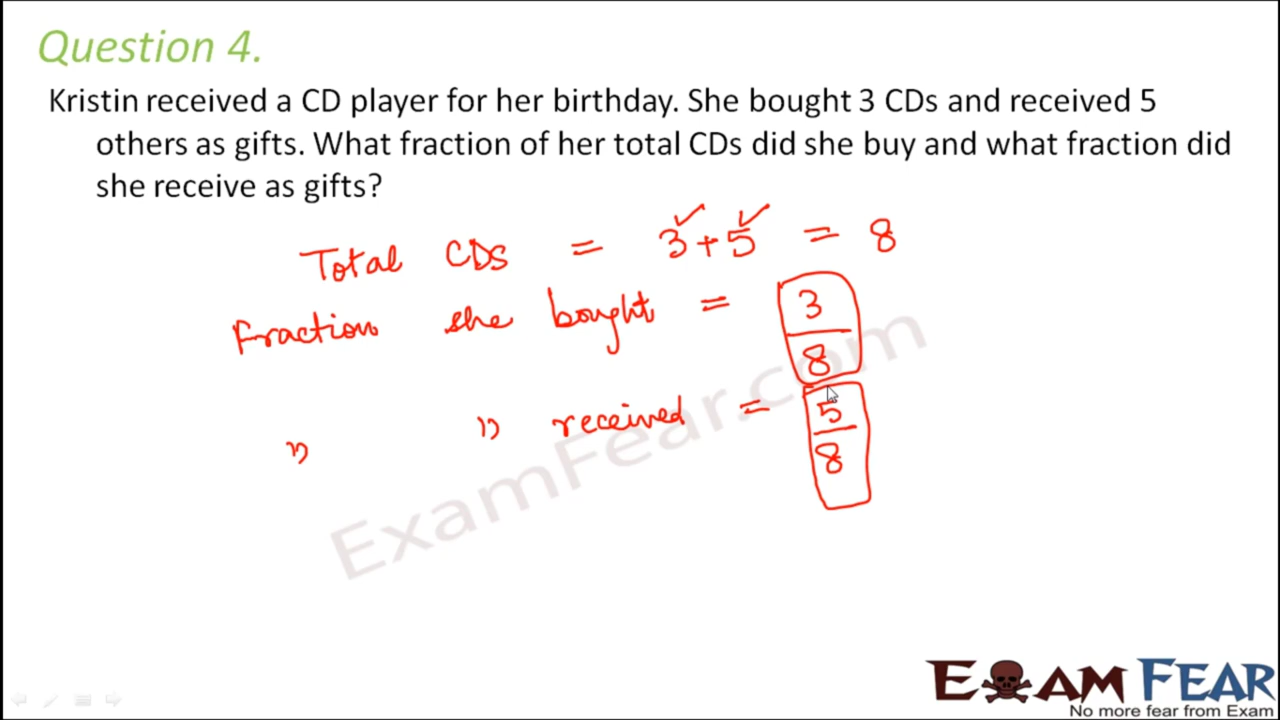 Question 4.
Kristin received a CD player for her birthday. She bought 3 CDs and received 5
others as gifts. What fraction of her total CDs did she buy and what fraction did
she receive as gifts?
Total CDS = 3+5 = 8
Fraction she bought = 3/8
" " received = 5/8
ExamFear.com
EXAM FEAR
No more fear from Exam